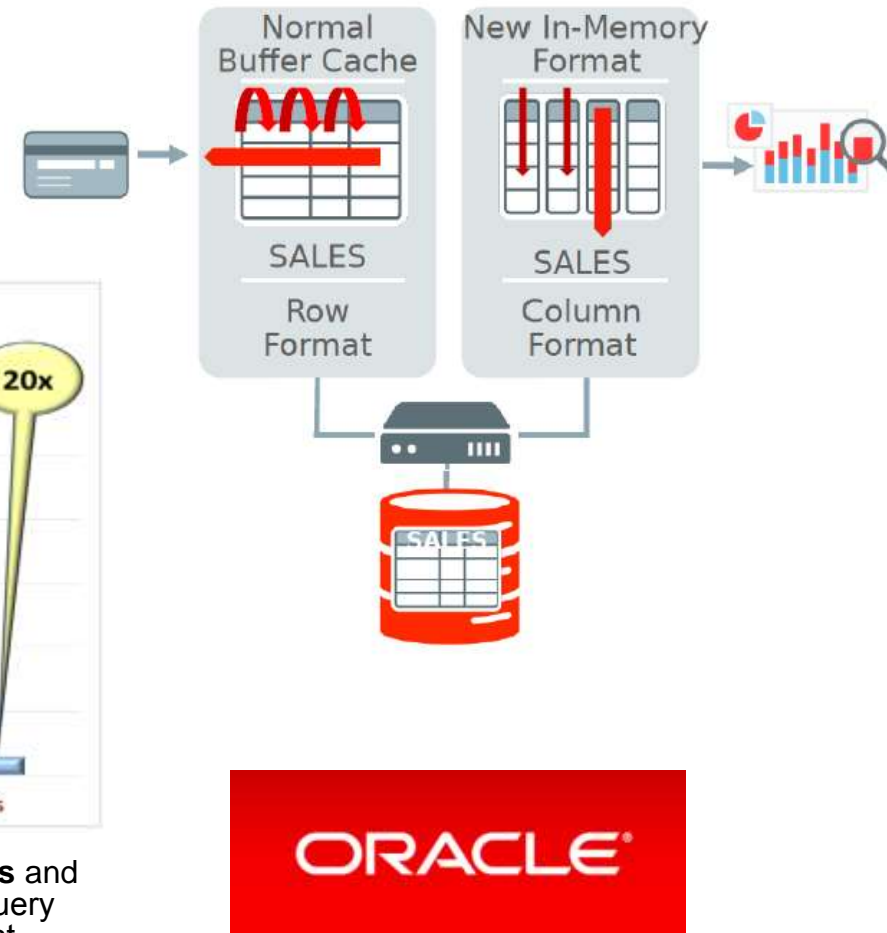 Normal
Buffer Cache
SALES
Row
Format
New In-Memory
Format
SALES
Column
Format
20x
SALES
s and
uery
ORACLE®